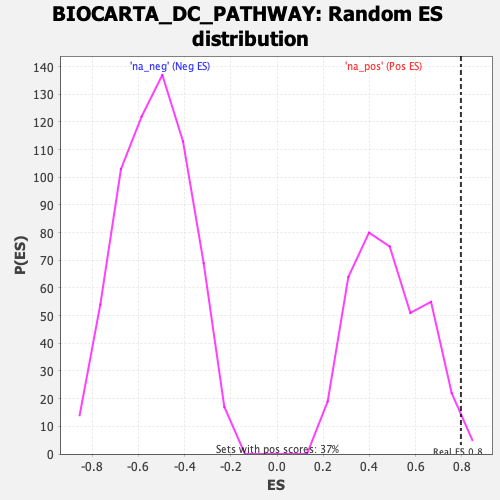 BIOCARTA_DC_PATHWAY: Random ES
distribution
'na_neg' (Neg ES)
'na_pos' (Pos ES)
140
130
120
110
100
90
80
70
60
50
40
30
20
10
0
P(ES)
Sets with pos scores: 37%
Real ES 0.8
-0.8 -0.6 -0.4 -0.2 0.0 0.2 0.4 0.6 0.8
ES